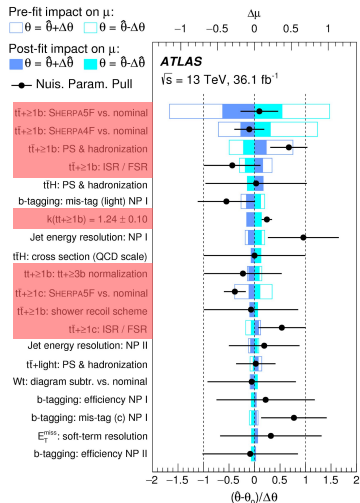 Pre-fit impact on μ:
θ = θ̂+Δθ θ = θ̂-Δθ
Post-fit impact on μ:
θ = θ̂+Δθ̂ θ = θ̂-Δθ̂
Nuis. Param. Pull
Δμ
−1 −0.5 0 0.5 1
ATLAS
√s = 13 TeV, 36.1 fb⁻¹
tt̄+≥1b: SHERPA5F vs. nominal
tt̄+≥1b: SHERPA4F vs. nominal
tt̄+≥1b: PS & hadronization
tt̄+≥1b: ISR / FSR
tt̄H: PS & hadronization
b-tagging: mis-tag (light) NP I
k(tt̄+≥1b) = 1.24 ± 0.10
Jet energy resolution: NP I
tt̄H: cross section (QCD scale)
tt̄+≥1b: tt̄+≥3b normalization
tt̄+≥1c: SHERPA5F vs. nominal
tt̄+≥1b: shower recoil scheme
tt̄+≥1c: ISR / FSR
Jet energy resolution: NP II
tt̄+light: PS & hadronization
Wt: diagram subtr. vs. nominal
b-tagging: efficiency NP I
b-tagging: mis-tag (c) NP I
E_T^miss: soft-term resolution
b-tagging: efficiency NP II
−2 −1.5 −1 −0.5 0 0.5 1 1.5 2
(θ̂-θ₀)/Δθ